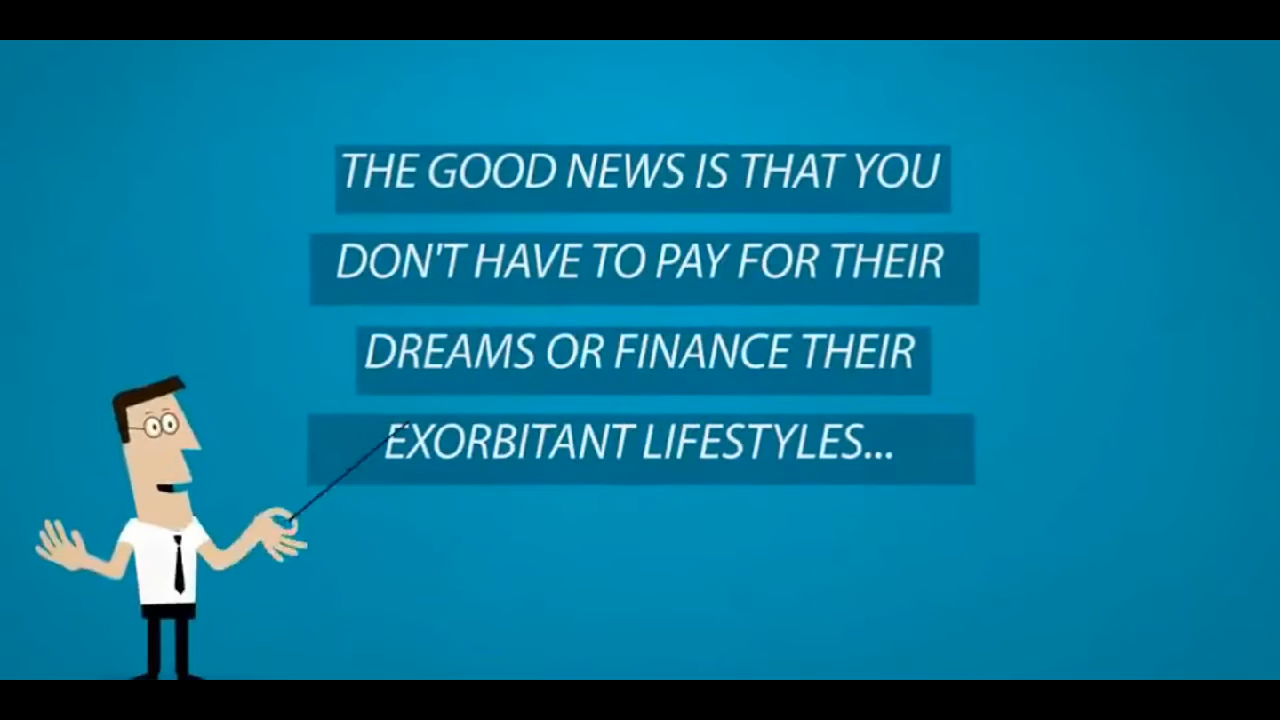 THE GOOD NEWS IS THAT YOU
DON'T HAVE TO PAY FOR THEIR
DREAMS OR FINANCE THEIR
EXORBITANT LIFESTYLES...